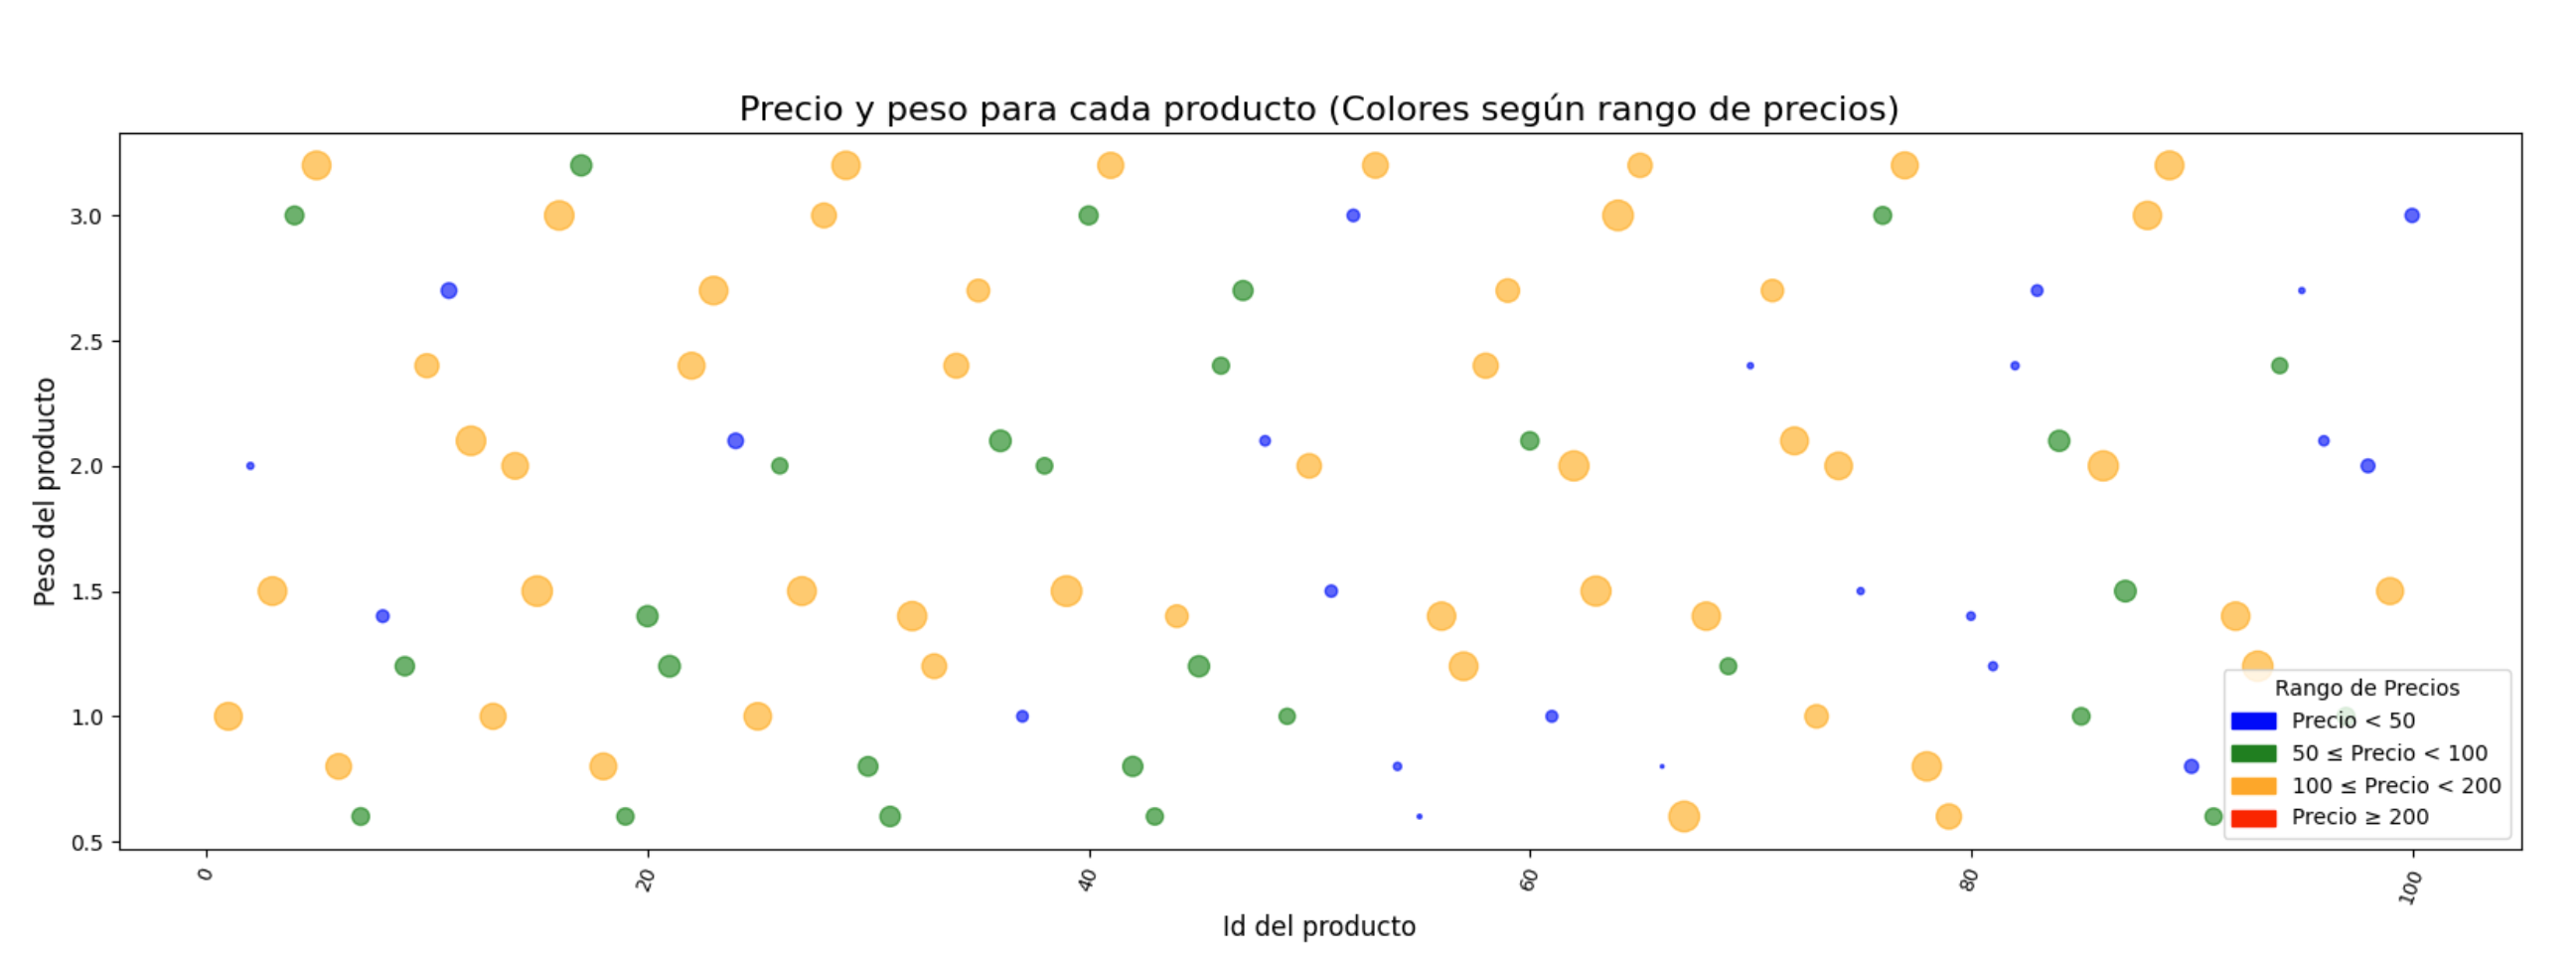 Precio y peso para cada producto (Colores según rango de precios)
Peso del producto
3.0
2.5
2.0
1.5
1.0
0.5
0
20
40
60
80
100
Id del producto
Rango de Precios
Precio < 50
50 ≤ Precio < 100
100 ≤ Precio < 200
Precio ≥ 200